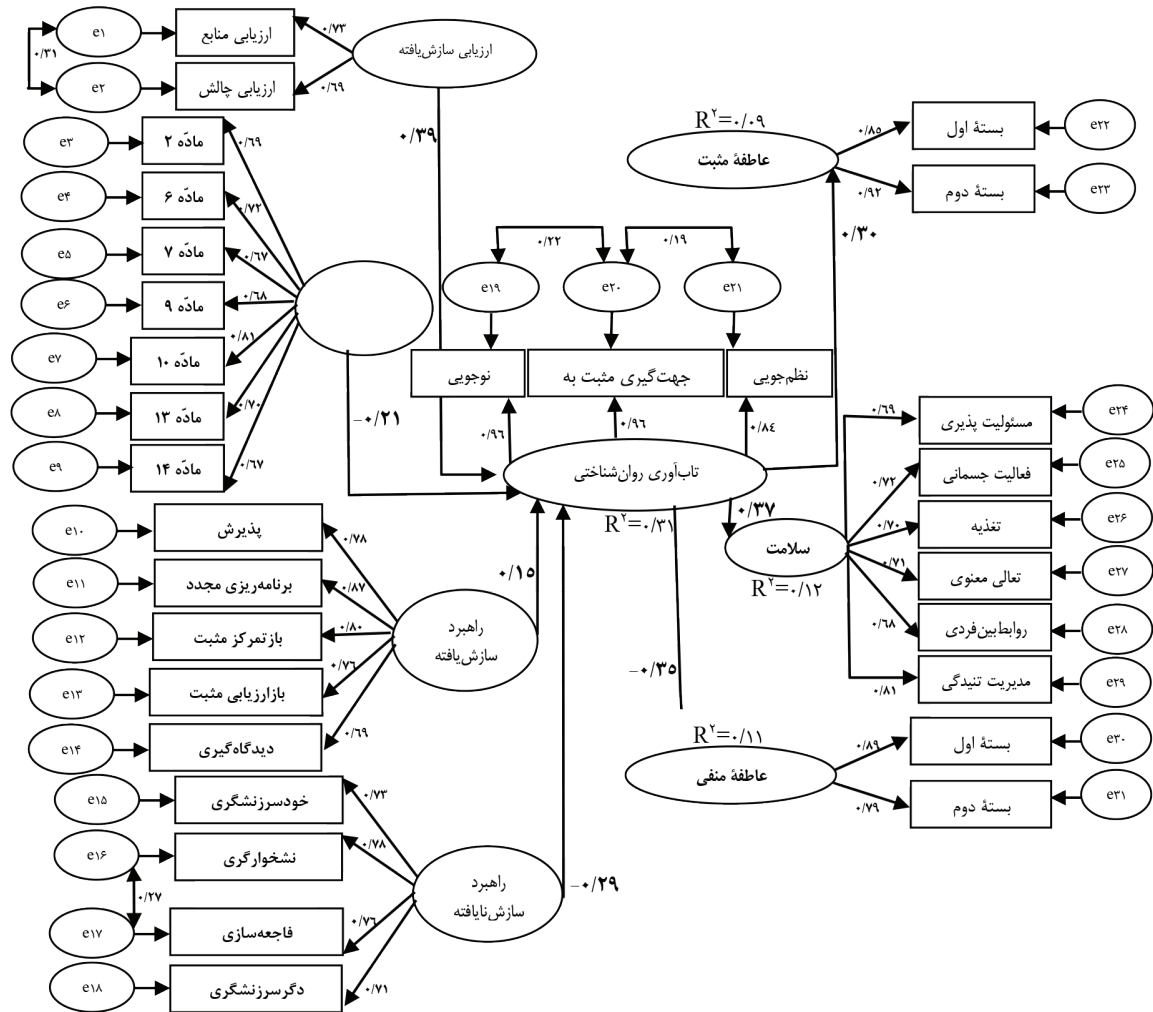 e۱
ارزیابی منابع
۰/۷۳
ارزیابی سازش‌یافته
۰/۳۱
e۲
ارزیابی چالش
۰/۶۹
۰/۳۹
e۳
مادّه ۲
۰/۶۹
e۴
مادّه ۶
۰/۷۲
e۵
مادّه ۷
۰/۶۷
e۶
مادّه ۹
۰/۶۸
e۷
مادّه ۱۰
۰/۸۱
e۸
مادّه ۱۳
۰/۷۰
e۹
مادّه ۱۴
۰/۶۷
–۰/۲۱
R۲=۰/۰۹
عاطفهٔ مثبت
۰/۸۵
بستهٔ اول
e۲۲
۰/۹۲
بستهٔ دوم
e۲۳
۰/۳۰
۰/۲۲
۰/۱۹
e۱۹
e۲۰
e۲۱
نوجویی
جهت‌گیری مثبت به
نظم‌جویی
۰/۹۶
۰/۹۶
۰/۸۴
تاب‌آوری روان‌شناختی
R۲=۰/۳۱
۰/۳۷
سلامت
R۲=۰/۱۲
۰/۶۹
مسئولیت پذیری
e۲۴
۰/۷۲
فعالیت جسمانی
e۲۵
۰/۷۰
تغذیه
e۲۶
۰/۷۱
تعالی معنوی
e۲۷
۰/۶۸
روابط‌بین‌فردی
e۲۸
۰/۸۱
مدیریت تنیدگی
e۲۹
e۱۰
پذیرش
۰/۷۸
e۱۱
برنامه‌ریزی مجدد
۰/۸۷
e۱۲
بازتمرکز مثبت
۰/۸۰
e۱۳
بازارزیابی مثبت
۰/۷۶
e۱۴
دیدگاه‌گیری
۰/۶۹
راهبرد
سازش‌یافته
۰/۱۵
–۰/۳۵
R۲=۰/۱۱
عاطفهٔ منفی
۰/۸۹
بستهٔ اول
e۳۰
۰/۷۹
بستهٔ دوم
e۳۱
e۱۵
خودسرزنشگری
۰/۷۳
e۱۶
نشخوارگری
۰/۷۸
۰/۲۷
e۱۷
فاجعه‌سازی
۰/۷۶
e۱۸
دگرسرزنشگری
۰/۷۱
راهبرد
سازش‌نایافته
–۰/۲۹